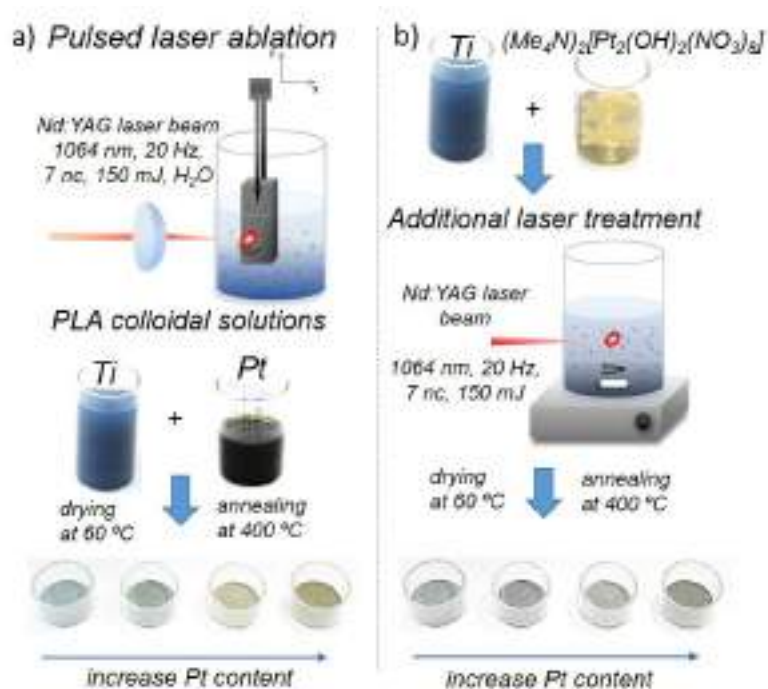 a) Pulsed laser ablation
Nd:YAG laser beam
1064 nm, 20 Hz,
7 nc, 150 mJ, H₂O
PLA colloidal solutions
Ti + Pt
drying
at 60 ºC
annealing
at 400 ºC
increase Pt content
b) Ti + (Me₄N)₂[Pt₂(OH)₂(NO₃)₈]
Additional laser treatment
Nd:YAG laser
beam
1064 nm, 20 Hz,
7 nc, 150 mJ
drying
at 60 ºC
annealing
at 400 ºC
increase Pt content